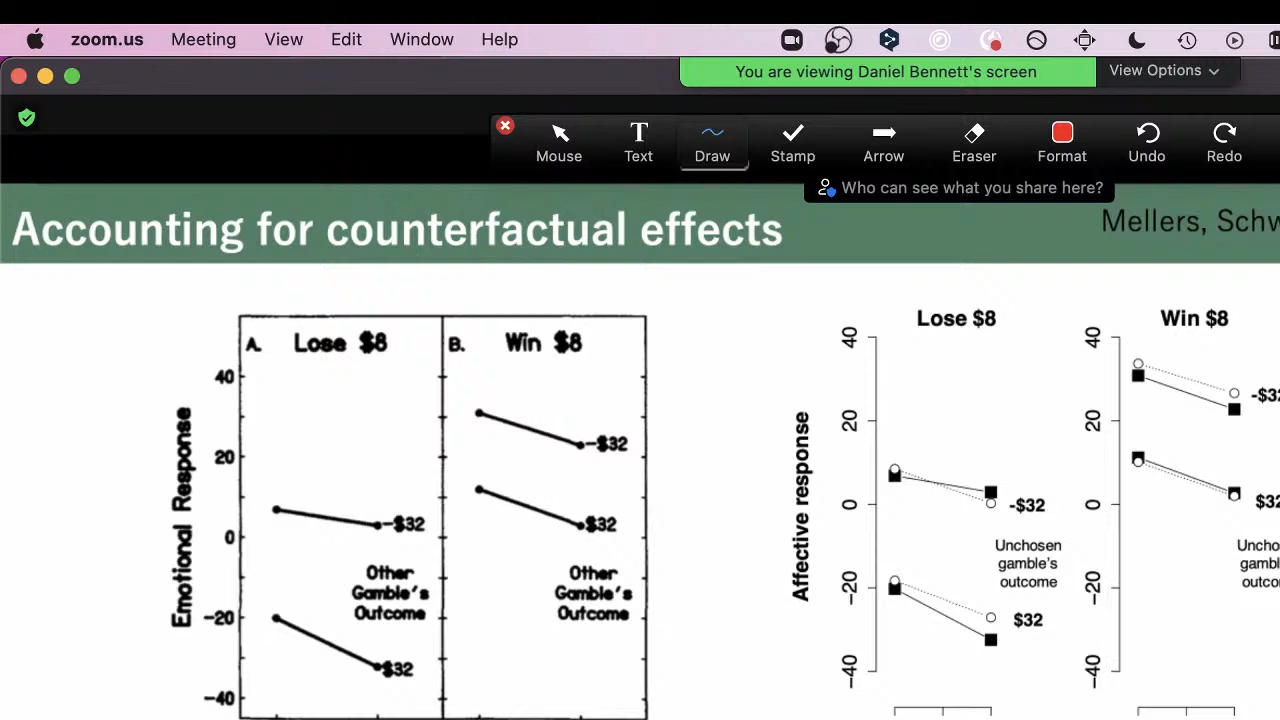 zoom.us Meeting View Edit Window Help
You are viewing Daniel Bennett's screen View Options
Mouse Text Draw Stamp Arrow Eraser Format Undo Redo
Who can see what you share here?
Accounting for counterfactual effects
Mellers, Schw
A. Lose $8
B. Win $8
Emotional Response
40
20
0
-20
-40
-$32
$32
Other
Gamble's
Outcome
-$32
$32
Other
Gamble's
Outcome
Lose $8
Affective response
40
20
0
-20
-40
-$32
Unchosen
gamble's
outcome
$32
Win $8
40
20
0
-20
-40
-$32
$32